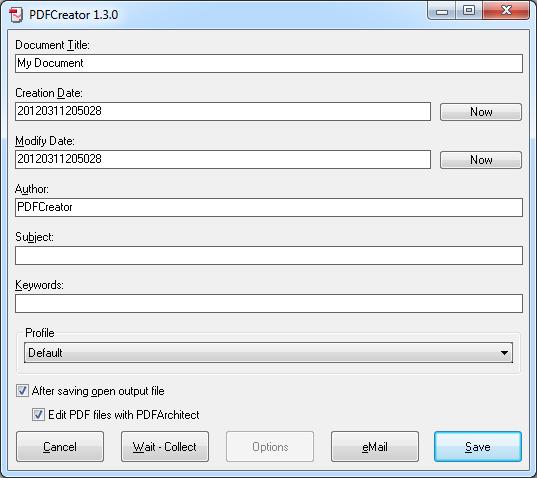 PDFCreator 1.3.0
Document Title:
My Document
Creation Date:
20120311205028
Now
Modify Date:
20120311205028
Now
Author:
PDFCreator
Subject:
Keywords:
Profile
Default
After saving open output file
Edit PDF files with PDFArchitect
Cancel Wait - Collect Options eMail Save